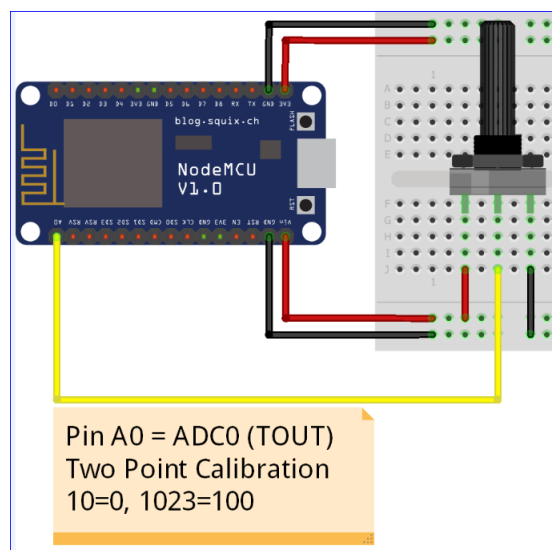 D0 D1 D2 D3 D4 3V3 GND D5 D6 D7 D8 RX TX GND 3V3
blog.squix.ch
FLASH
NodeMCU
V1.0
RST
A0 RSV RSV SD3 SD2 SD1 CMD SD0 CLK GND 3V3 EN RST GND Vin
1
A
B
C
D
E
F
G
H
I
J
1
Pin A0 = ADC0 (TOUT)
Two Point Calibration
10=0, 1023=100